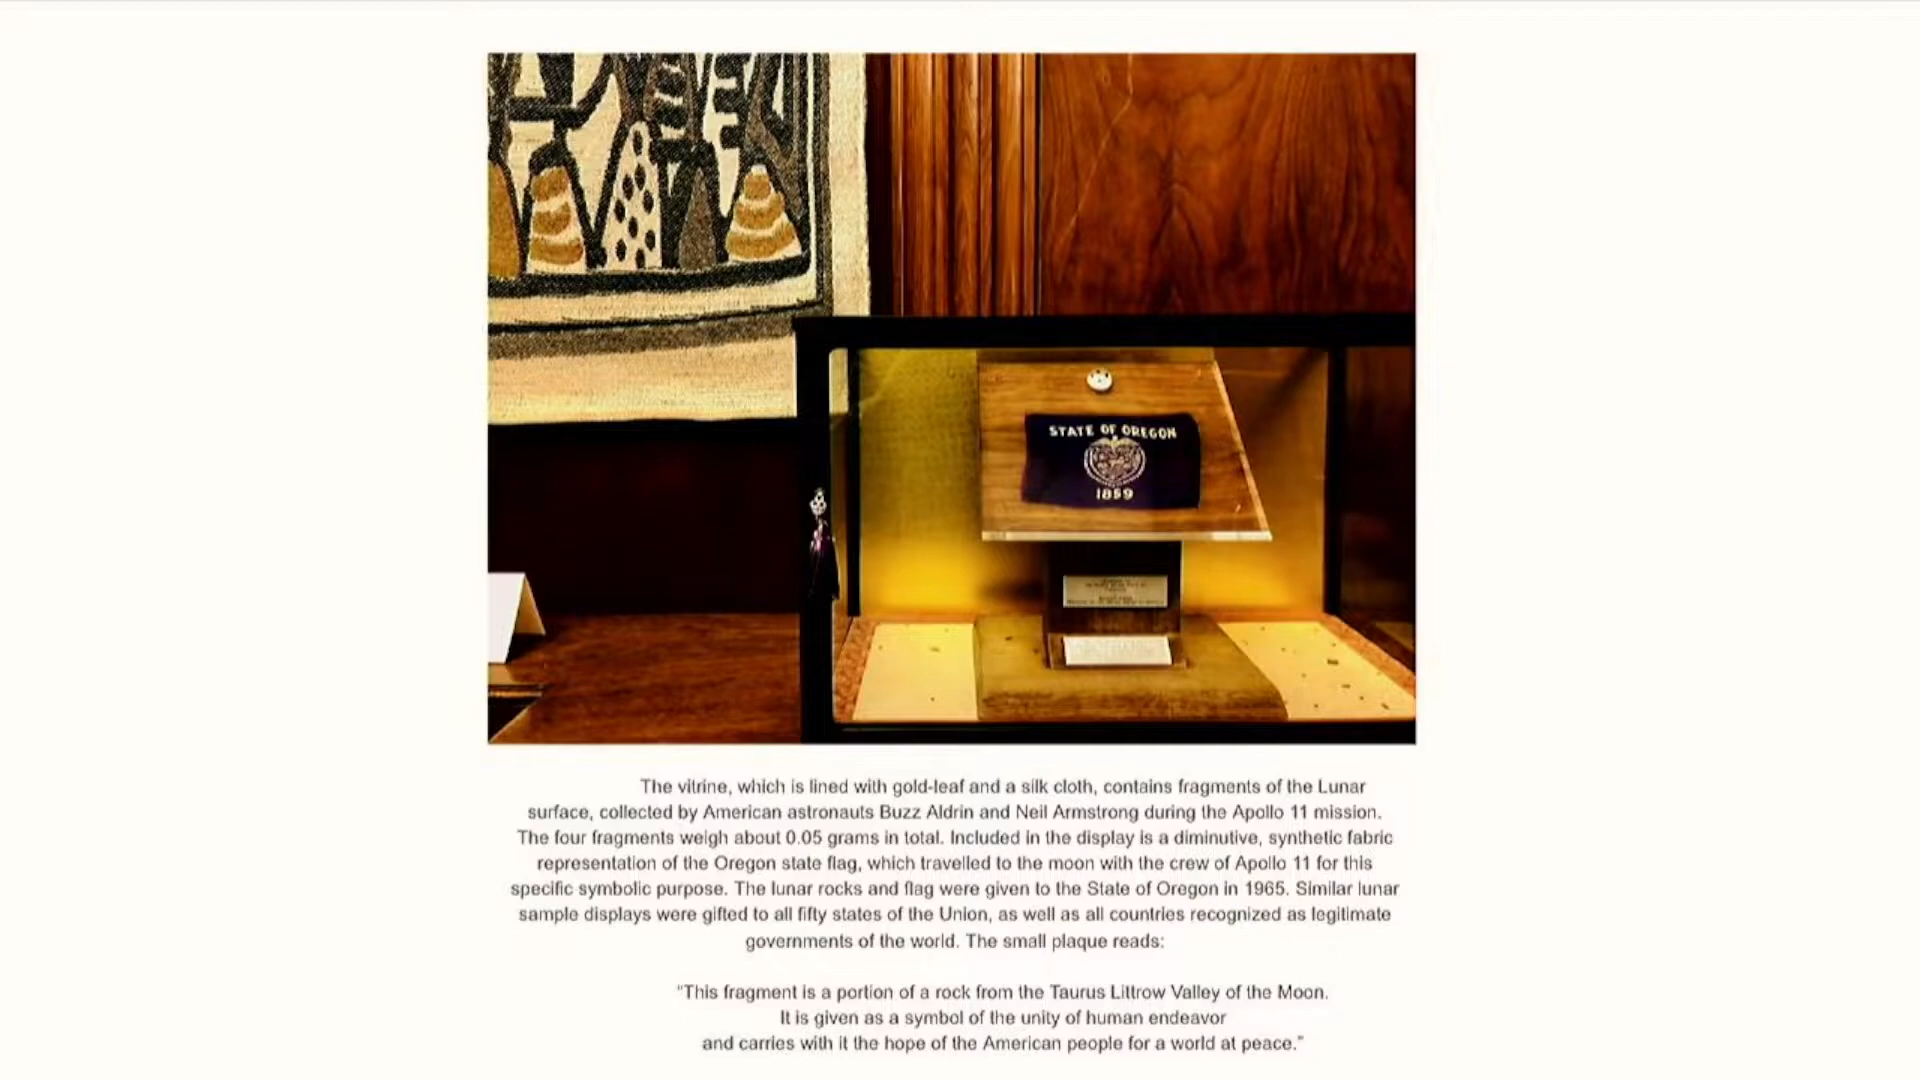 STATE OF OREGON
1859
The vitrine, which is lined with gold-leaf and a silk cloth, contains fragments of the Lunar
surface, collected by American astronauts Buzz Aldrin and Neil Armstrong during the Apollo 11 mission.
The four fragments weigh about 0.05 grams in total. Included in the display is a diminutive, synthetic fabric
representation of the Oregon state flag, which travelled to the moon with the crew of Apollo 11 for this
specific symbolic purpose. The lunar rocks and flag were given to the State of Oregon in 1965. Similar lunar
sample displays were gifted to all fifty states of the Union, as well as all countries recognized as legitimate
governments of the world. The small plaque reads:
“This fragment is a portion of a rock from the Taurus Littrow Valley of the Moon.
It is given as a symbol of the unity of human endeavor
and carries with it the hope of the American people for a world at peace.”